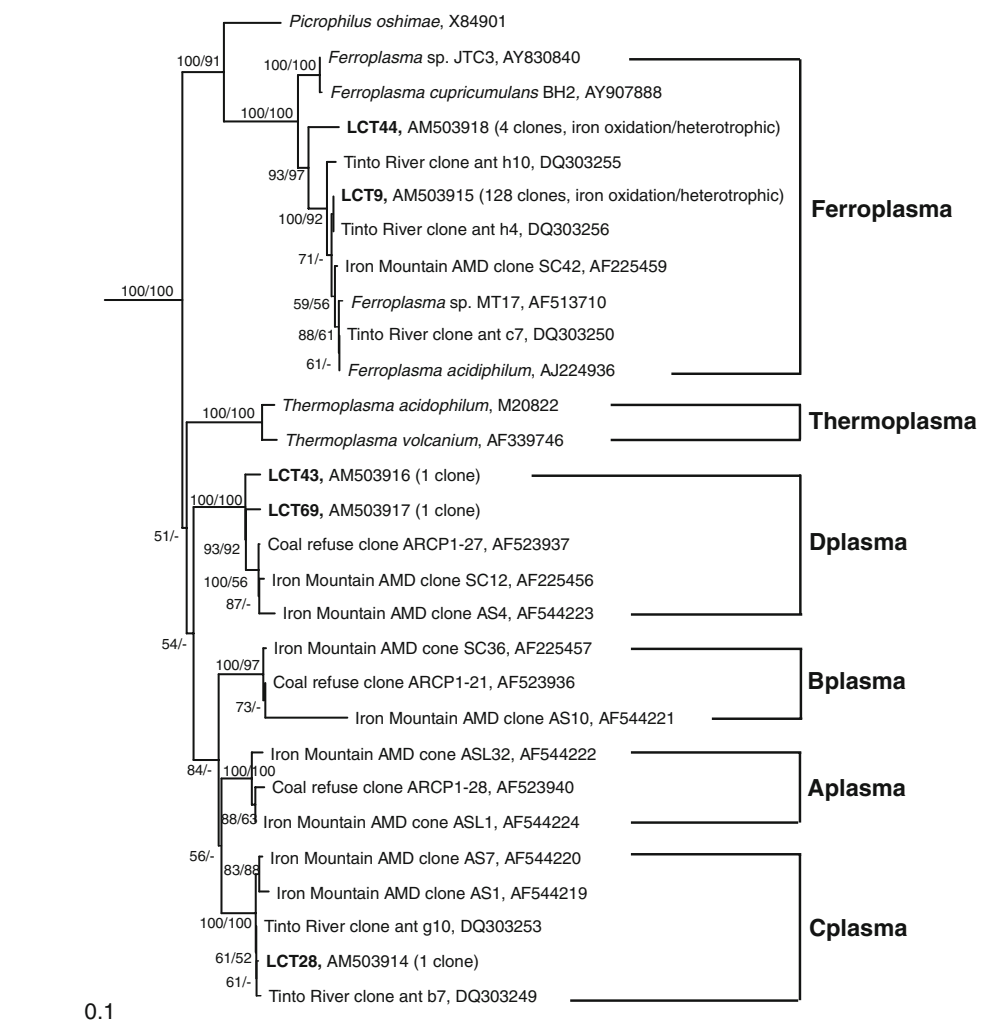 Picrophilus oshimae, X84901
100/91
Ferroplasma sp. JTC3, AY830840
100/100
Ferroplasma cupricumulans BH2, AY907888
100/100
LCT44, AM503918 (4 clones, iron oxidation/heterotrophic)
Tinto River clone ant h10, DQ303255
93/97
LCT9, AM503915 (128 clones, iron oxidation/heterotrophic)
Ferroplasma
100/92
Tinto River clone ant h4, DQ303256
71/-
Iron Mountain AMD clone SC42, AF225459
100/100
59/56
Ferroplasma sp. MT17, AF513710
88/61
Tinto River clone ant c7, DQ303250
61/-
Ferroplasma acidiphilum, AJ224936
Thermoplasma acidophilum, M20822
100/100
Thermoplasma
Thermoplasma volcanium, AF339746
LCT43, AM503916 (1 clone)
100/100
LCT69, AM503917 (1 clone)
51/-
Coal refuse clone ARCP1-27, AF523937
Dplasma
93/92
100/56
Iron Mountain AMD clone SC12, AF225456
87/-
Iron Mountain AMD clone AS4, AF544223
54/-
Iron Mountain AMD cone SC36, AF225457
100/97
Coal refuse clone ARCP1-21, AF523936
Bplasma
73/-
Iron Mountain AMD clone AS10, AF544221
Iron Mountain AMD cone ASL32, AF544222
84/-
100/100
Coal refuse clone ARCP1-28, AF523940
Aplasma
88/63
Iron Mountain AMD cone ASL1, AF544224
56/-
Iron Mountain AMD clone AS7, AF544220
83/88
Iron Mountain AMD clone AS1, AF544219
100/100
Tinto River clone ant g10, DQ303253
Cplasma
61/52
LCT28, AM503914 (1 clone)
61/-
Tinto River clone ant b7, DQ303249
0.1